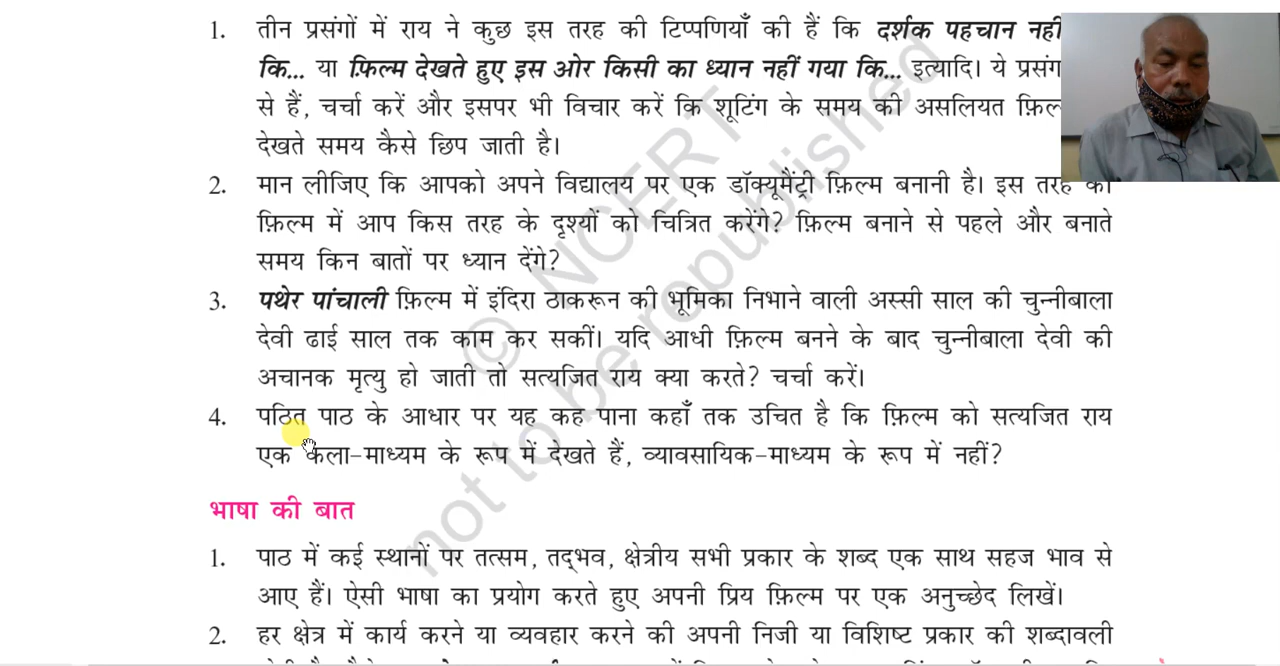 1. तीन प्रसंगों में राय ने कुछ इस तरह की टिप्पणियाँ की हैं कि दर्शक पहचान नहीं
कि... या फ़िल्म देखते हुए इस ओर किसी का ध्यान नहीं गया कि... इत्यादि। ये प्रसंग
से हैं, चर्चा करें और इसपर भी विचार करें कि शूटिंग के समय की असलियत फ़िल्
देखते समय कैसे छिप जाती है।
2. मान लीजिए कि आपको अपने विद्यालय पर एक डॉक्यूमैंट्री फ़िल्म बनानी है। इस तरह की
फ़िल्म में आप किस तरह के दृश्यों को चित्रित करेंगे? फ़िल्म बनाने से पहले और बनाते
समय किन बातों पर ध्यान देंगे?
3. पथेर पांचाली फ़िल्म में इंदिरा ठाकरून की भूमिका निभाने वाली अस्सी साल की चुन्नीबाला
देवी ढाई साल तक काम कर सकीं। यदि आधी फ़िल्म बनने के बाद चुन्नीबाला देवी की
अचानक मृत्यु हो जाती तो सत्यजित राय क्या करते? चर्चा करें।
4. पठित पाठ के आधार पर यह कह पाना कहाँ तक उचित है कि फ़िल्म को सत्यजित राय
एक कला-माध्यम के रूप में देखते हैं, व्यावसायिक-माध्यम के रूप में नहीं?
भाषा की बात
1. पाठ में कई स्थानों पर तत्सम, तद्‌भव, क्षेत्रीय सभी प्रकार के शब्द एक साथ सहज भाव से
आए हैं। ऐसी भाषा का प्रयोग करते हुए अपनी प्रिय फ़िल्म पर एक अनुच्छेद लिखें।
2. हर क्षेत्र में कार्य करने या व्यवहार करने की अपनी निजी या विशिष्ट प्रकार की शब्दावली
© NCERT
not to be republished